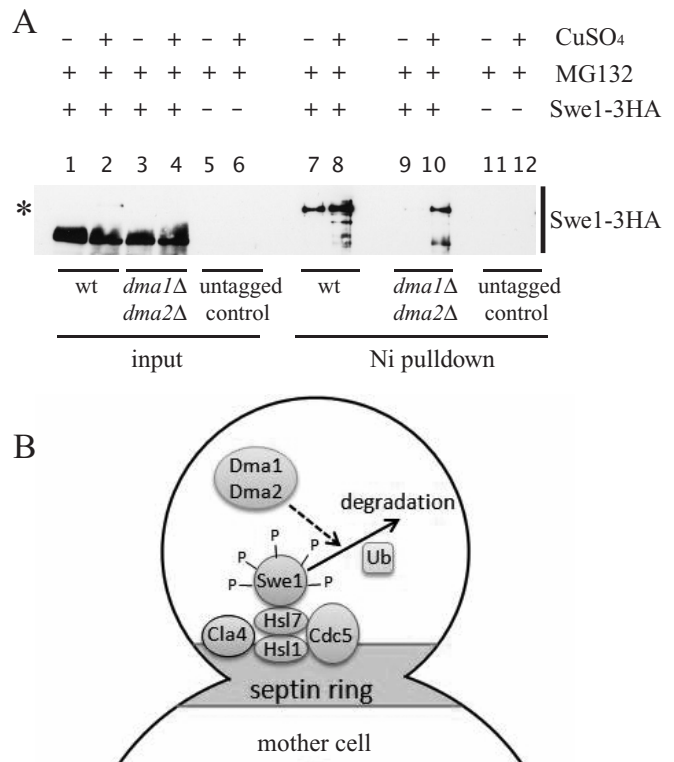 A
– + – + – + – + – + – + CuSO₄
+ + + + + + + + + + + + MG132
+ + + + – – + + + + – – Swe1-3HA
1 2 3 4 5 6 7 8 9 10 11 12
*
Swe1-3HA
wt dma1Δ untagged wt dma1Δ untagged
dma2Δ control dma2Δ control
input Ni pulldown
B
Dma1
Dma2
degradation
P P P P P
Ub
Swe1
Hsl7
Cla4 Cdc5
Hsl1
septin ring
mother cell